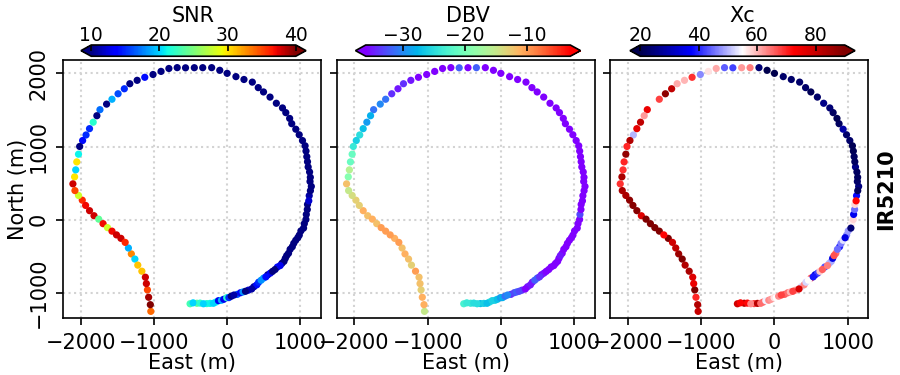 SNR DBV Xc
10 20 30 40 −30 −20 −10 20 40 60 80
2000
1000
0
−1000
North (m)
IR5210
−2000 −1000 0 1000 −2000 −1000 0 1000 −2000 −1000 0 1000
East (m) East (m) East (m)